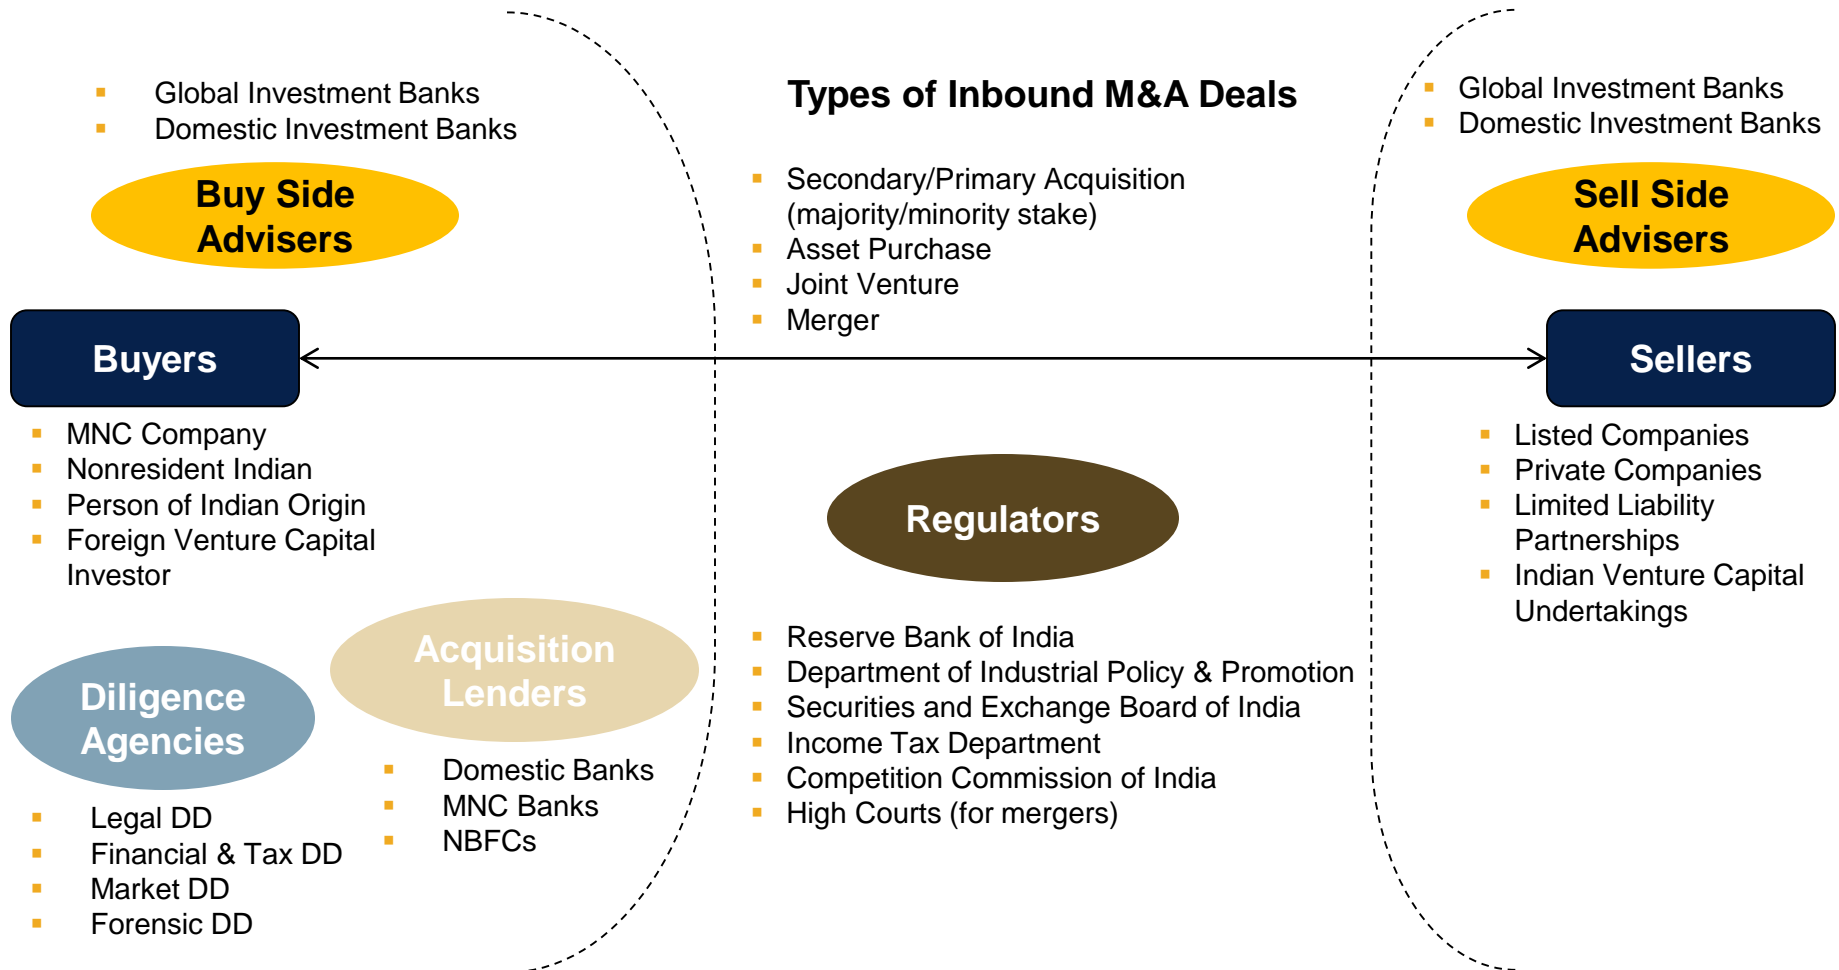 Global Investment Banks
Domestic Investment Banks
Buy Side
Advisers
Buyers
MNC Company
Nonresident Indian
Person of Indian Origin
Foreign Venture Capital
Investor
Diligence
Agencies
Legal DD
Financial & Tax DD
Market DD
Forensic DD
Acquisition
Lenders
Domestic Banks
MNC Banks
NBFCs
Types of Inbound M&A Deals
Secondary/Primary Acquisition
(majority/minority stake)
Asset Purchase
Joint Venture
Merger
Regulators
Reserve Bank of India
Department of Industrial Policy & Promotion
Securities and Exchange Board of India
Income Tax Department
Competition Commission of India
High Courts (for mergers)
Global Investment Banks
Domestic Investment Banks
Sell Side
Advisers
Sellers
Listed Companies
Private Companies
Limited Liability
Partnerships
Indian Venture Capital
Undertakings